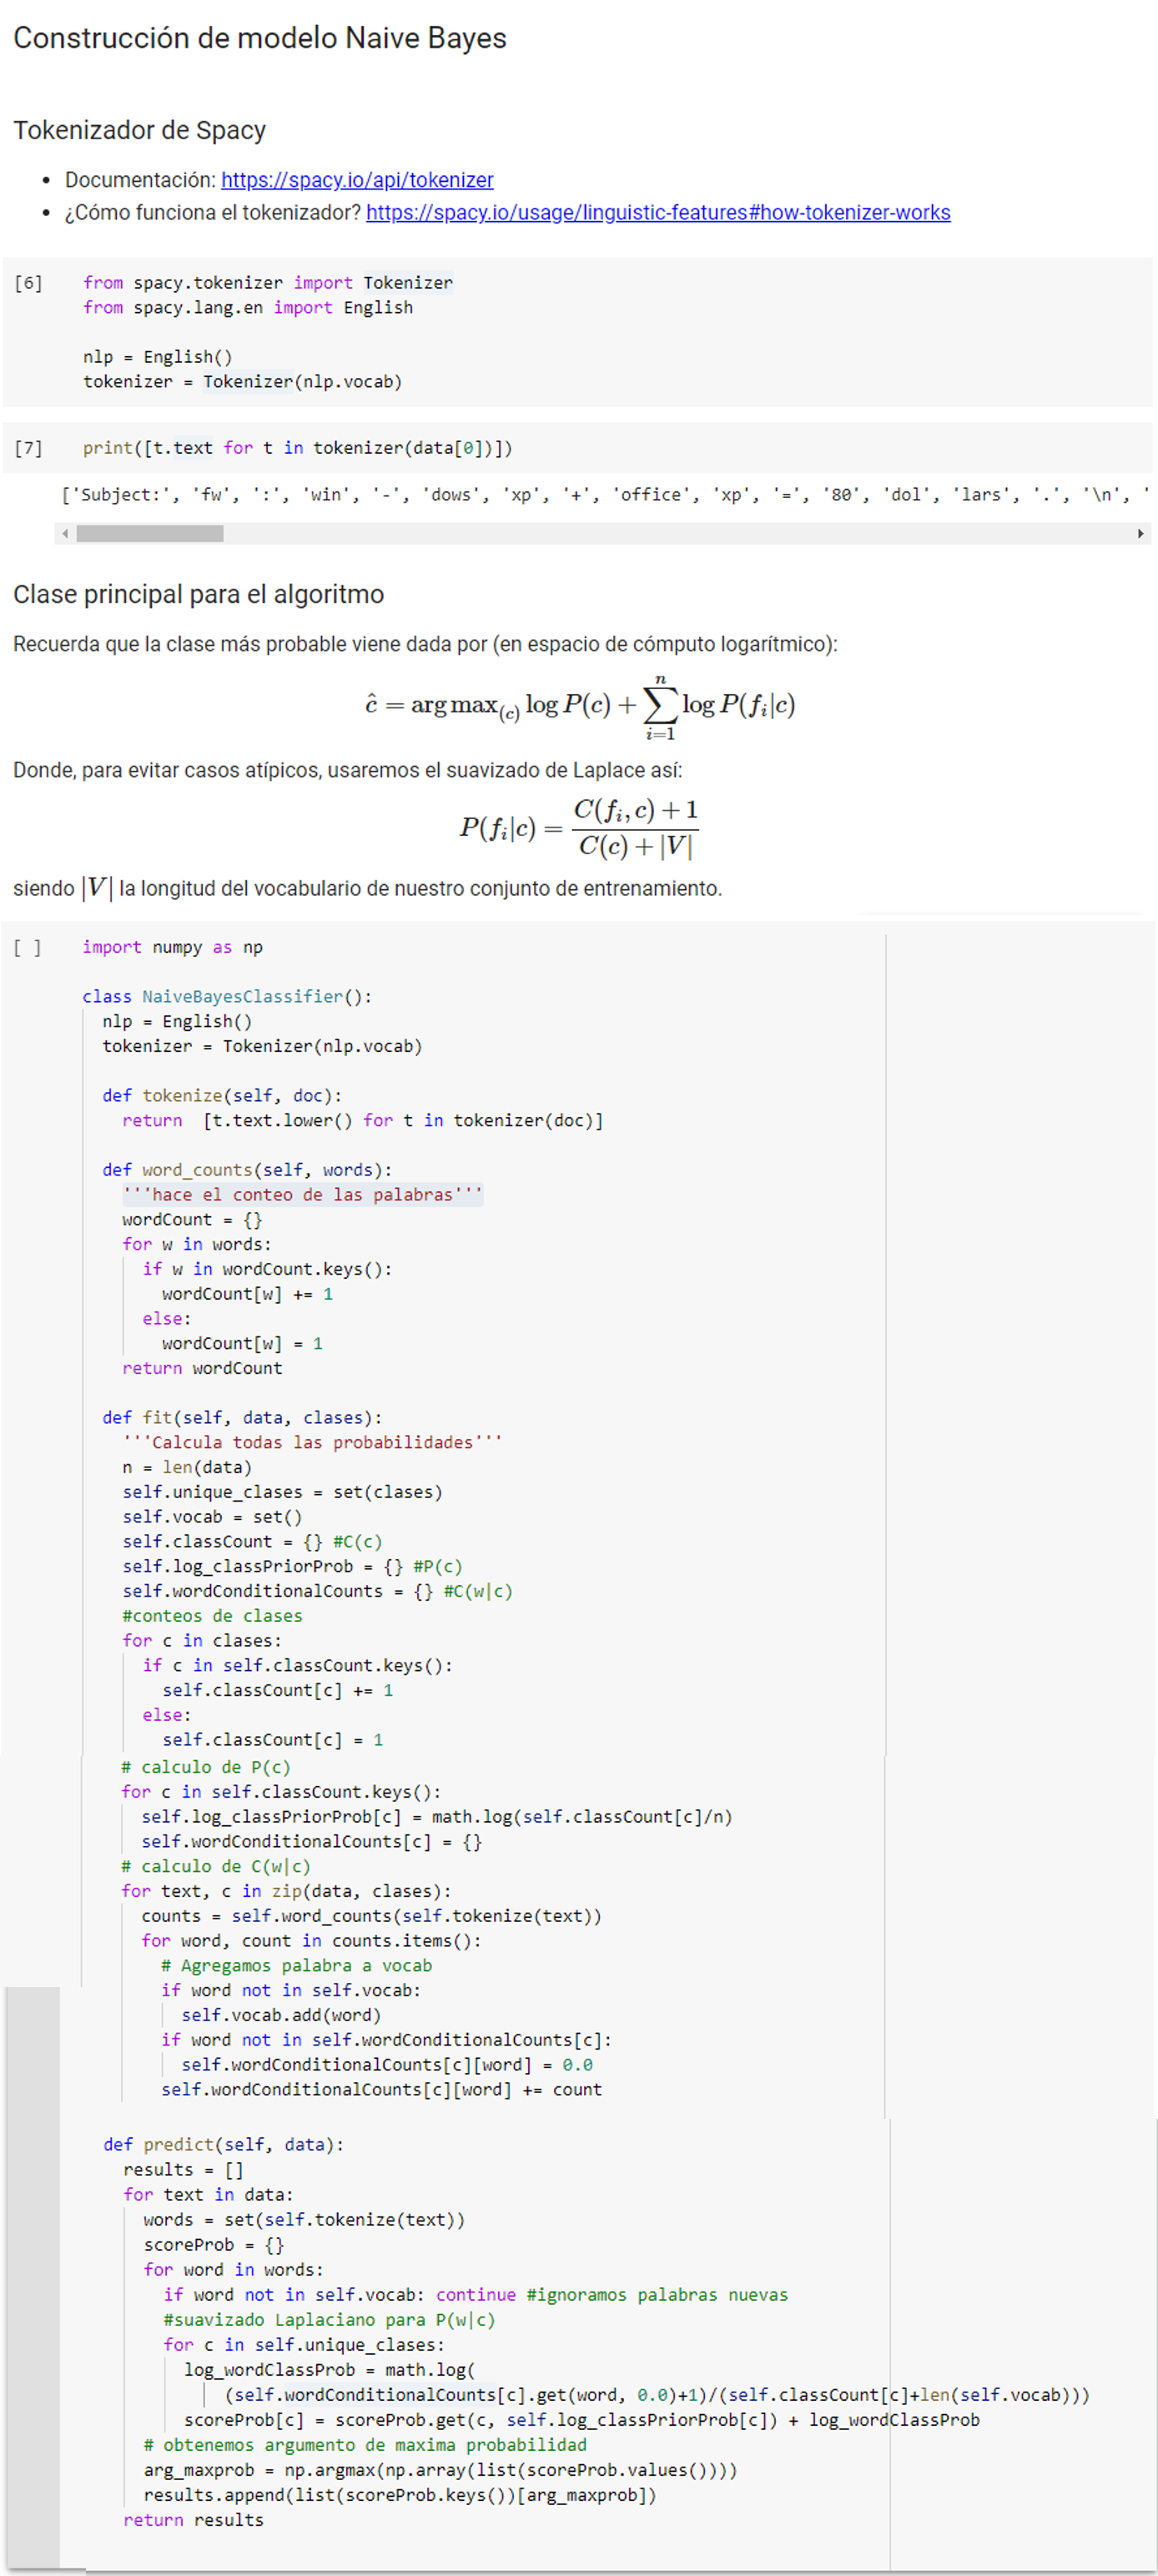 Construcción de modelo Naive Bayes
Tokenizador de Spacy
• Documentación: https://spacy.io/api/tokenizer
• ¿Cómo funciona el tokenizador? https://spacy.io/usage/linguistic-features#how-tokenizer-works
[6] from spacy.tokenizer import Tokenizer
from spacy.lang.en import English
nlp = English()
tokenizer = Tokenizer(nlp.vocab)
[7] print([t.text for t in tokenizer(data[0])])
['Subject:', 'fw', ':', 'win', '-', 'dows', 'xp', '+', 'office', 'xp', '=', '80', 'dol', 'lars', '.', '\n', '
Clase principal para el algoritmo
Recuerda que la clase más probable viene dada por (en espacio de cómputo logarítmico):
ĉ = arg max_(c) log P(c) + ∑_{i=1}^{n} log P(f_i|c)
Donde, para evitar casos atípicos, usaremos el suavizado de Laplace así:
P(f_i|c) = \frac{C(f_i, c) + 1}{C(c) + |V|}
siendo |V| la longitud del vocabulario de nuestro conjunto de entrenamiento.
[ ] import numpy as np
class NaiveBayesClassifier():
  nlp = English()
  tokenizer = Tokenizer(nlp.vocab)
  def tokenize(self, doc):
    return  [t.text.lower() for t in tokenizer(doc)]
  def word_counts(self, words):
    '''hace el conteo de las palabras'''
    wordCount = {}
    for w in words:
      if w in wordCount.keys():
        wordCount[w] += 1
      else:
        wordCount[w] = 1
    return wordCount
  def fit(self, data, clases):
    '''Calcula todas las probabilidades'''
    n = len(data)
    self.unique_clases = set(clases)
    self.vocab = set()
    self.classCount = {} #C(c)
    self.log_classPriorProb = {} #P(c)
    self.wordConditionalCounts = {} #C(w|c)
    #conteos de clases
    for c in clases:
      if c in self.classCount.keys():
        self.classCount[c] += 1
      else:
        self.classCount[c] = 1
    # calculo de P(c)
    for c in self.classCount.keys():
      self.log_classPriorProb[c] = math.log(self.classCount[c]/n)
      self.wordConditionalCounts[c] = {}
    # calculo de C(w|c)
    for text, c in zip(data, clases):
      counts = self.word_counts(self.tokenize(text))
      for word, count in counts.items():
        # Agregamos palabra a vocab
        if word not in self.vocab:
          self.vocab.add(word)
        if word not in self.wordConditionalCounts[c]:
          self.wordConditionalCounts[c][word] = 0.0
        self.wordConditionalCounts[c][word] += count
  def predict(self, data):
    results = []
    for text in data:
      words = set(self.tokenize(text))
      scoreProb = {}
      for word in words:
        if word not in self.vocab: continue #ignoramos palabras nuevas
        #suavizado Laplaciano para P(w|c)
        for c in self.unique_clases:
          log_wordClassProb = math.log(
              (self.wordConditionalCounts[c].get(word, 0.0)+1)/(self.classCount[c]+len(self.vocab)))
          scoreProb[c] = scoreProb.get(c, self.log_classPriorProb[c]) + log_wordClassProb
      # obtenemos argumento de maxima probabilidad
      arg_maxprob = np.argmax(np.array(list(scoreProb.values())))
      results.append(list(scoreProb.keys())[arg_maxprob])
    return results